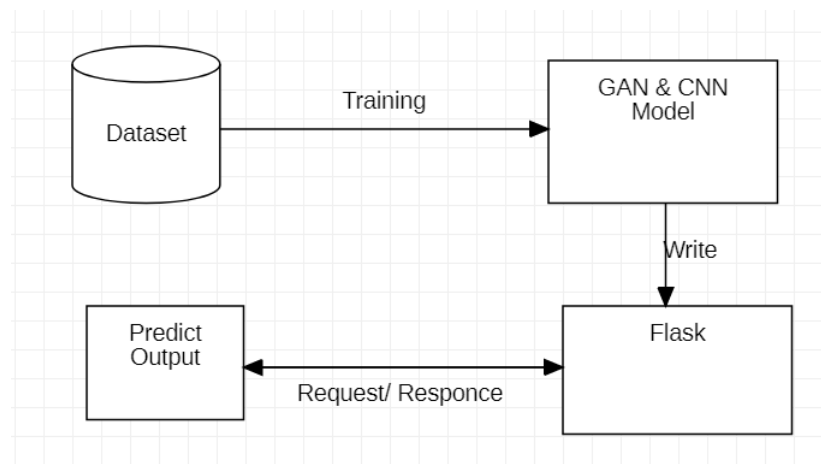 Dataset
Training
GAN & CNN
Model
Write
Predict
Output
Request/ Responce
Flask